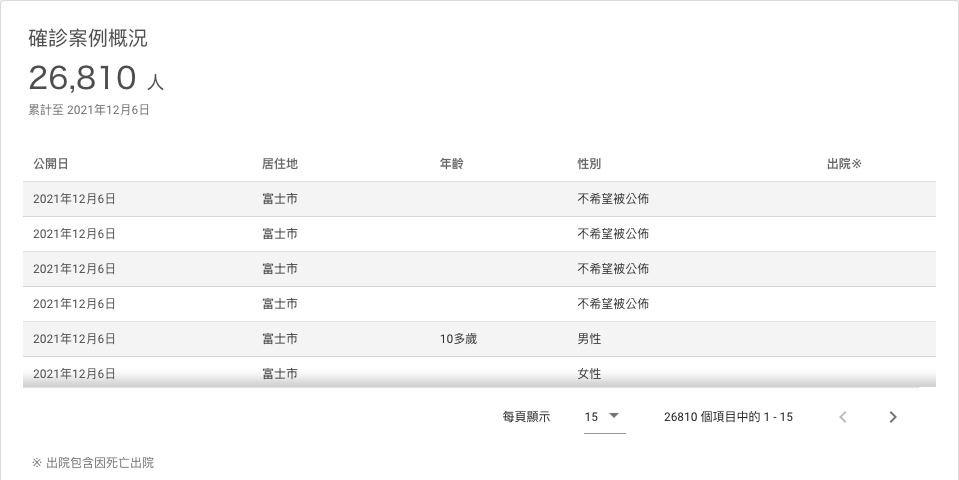 確診案例概況
26,810 人
累計至 2021年12月6日
公開日 居住地 年齡 性別 出院※
2021年12月6日 富士市 不希望被公佈
2021年12月6日 富士市 不希望被公佈
2021年12月6日 富士市 不希望被公佈
2021年12月6日 富士市 不希望被公佈
2021年12月6日 富士市 10多歲 男性
2021年12月6日 富士市 女性
每頁顯示 15 26810 個項目中的 1 - 15
※ 出院包含因死亡出院